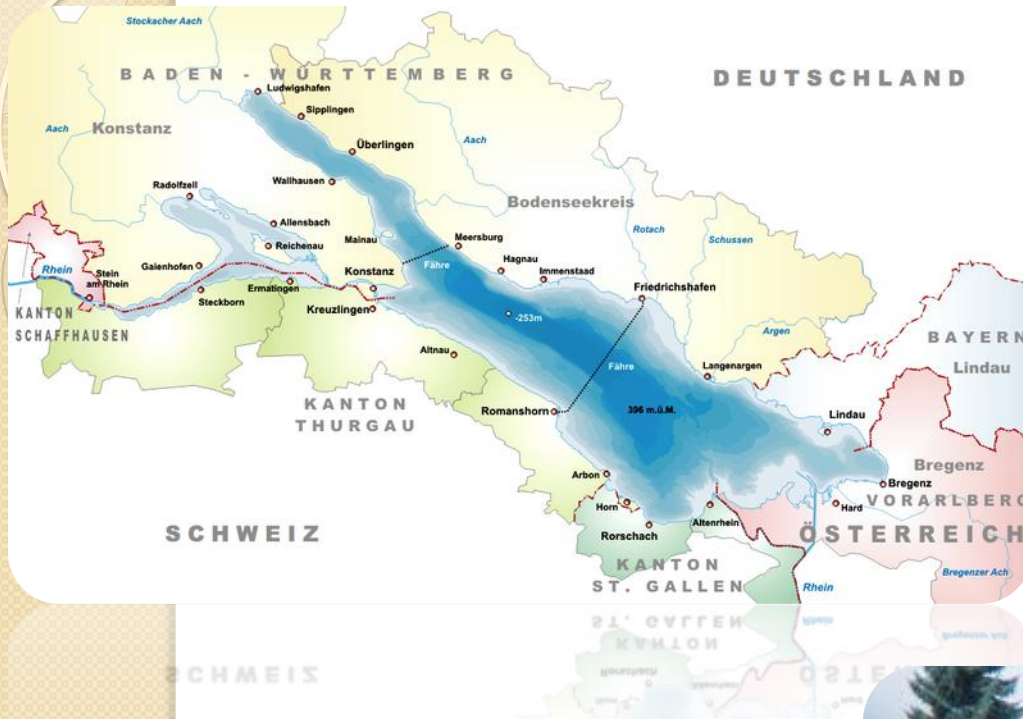 Stockacher Aach
BADEN - WÜRTTEMBERG
DEUTSCHLAND
Ludwigshafen
Sipplingen
Aach
Konstanz
Überlingen
Aach
Wallhausen
Radolfzell
Bodenseekreis
Allensbach
Mainau
Meersburg
Rotach
Schussen
Reichenau
Gaienhofen
Fähre
Hagnau
Rhein
Stein
am Rhein
Konstanz
Immenstaad
Ermatingen
Friedrichshafen
Steckborn
Kreuzlingen
KANTON
SCHAFFHAUSEN
-253m
Argen
BAYERN
Altnau
Fähre
Langenargen
Lindau
KANTON
THURGAU
Romanshorn
396 m.ü.M.
Lindau
Bregenz
Arbon
Bregenz
VORARLBERG
Horn
Hard
Altenrhein
SCHWEIZ
Rorschach
ÖSTERREICH
KANTON
ST. GALLEN
Bregenzer Ach
Rhein